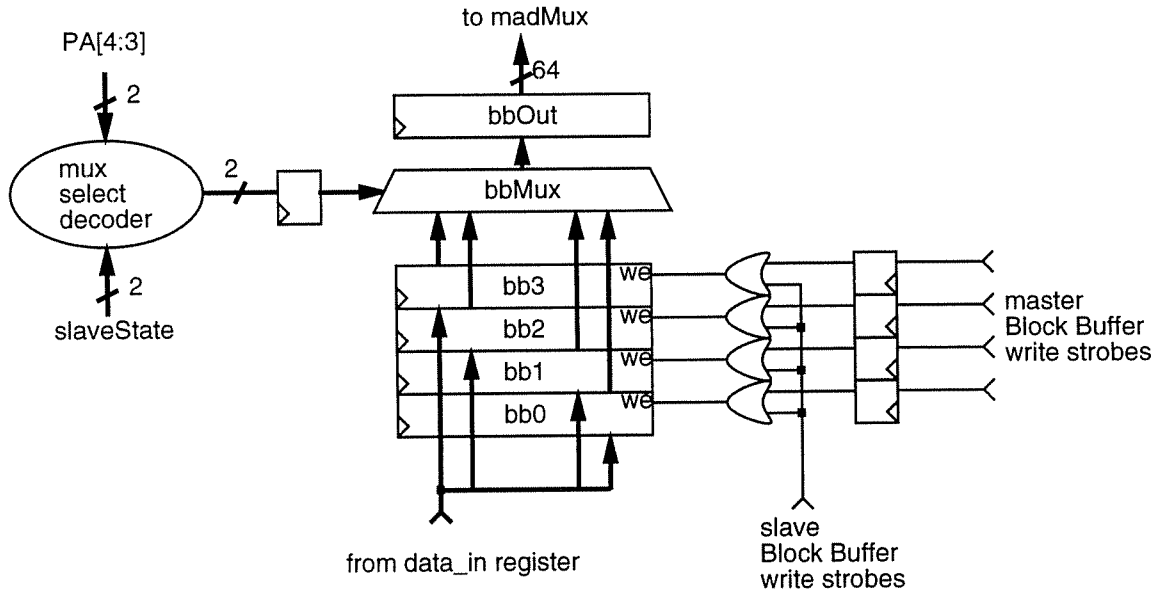 to madMux
PA[4:3]
64
2
bbOut
mux
select
decoder
2
bbMux
we
bb3
we
bb2
we
bb1
we
bb0
2
slaveState
master
Block Buffer
write strobes
from data_in register
slave
Block Buffer
write strobes